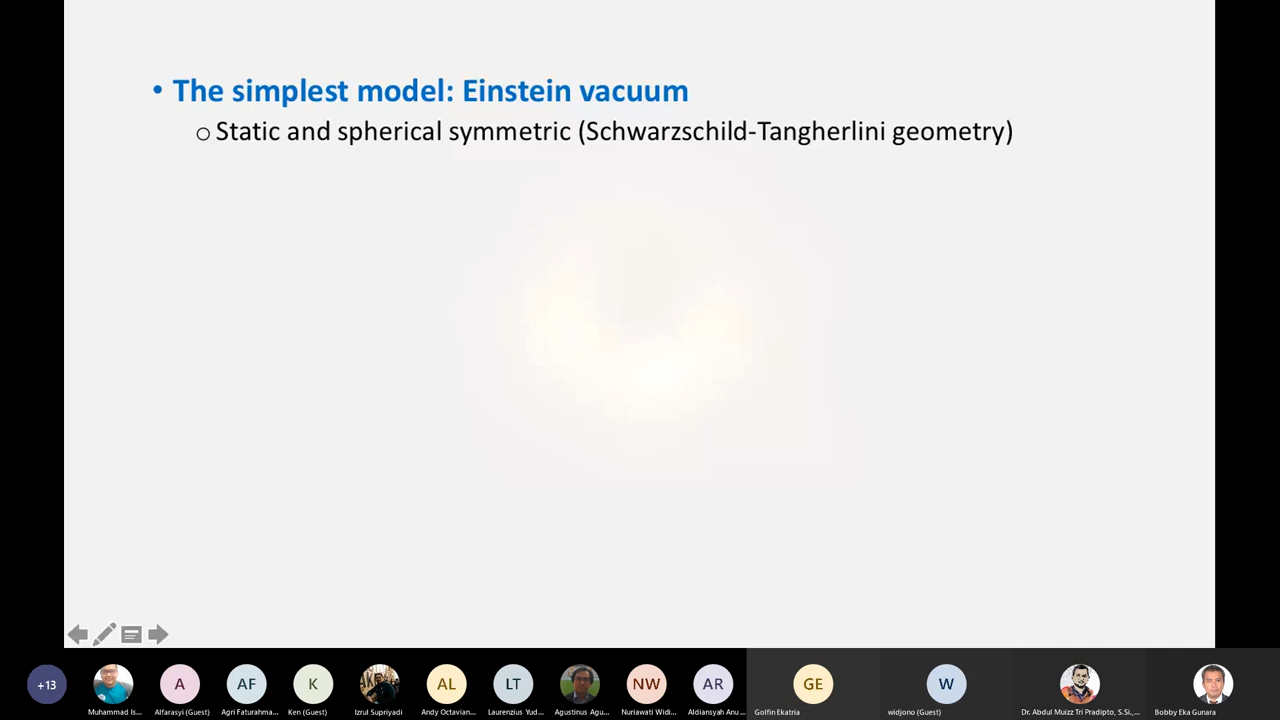 • The simplest model: Einstein vacuum
o Static and spherical symmetric (Schwarzschild-Tangherlini geometry)
+13
A
AF
K
AL
LT
NW
AR
GE
W
Muhammad Is...
Alfarasyi (Guest)
Agri Faturahma...
Ken (Guest)
Izrul Supriyadi
Andy Octavian...
Laurenzius Yud...
Agustinus Agu...
Nuriawati Widi...
Aldiansyah Anu...
Golfin Ekatria
widjono (Guest)
Dr. Abdul Muizz Tri Pradipto, S.Si.,...
Bobby Eka Gunara